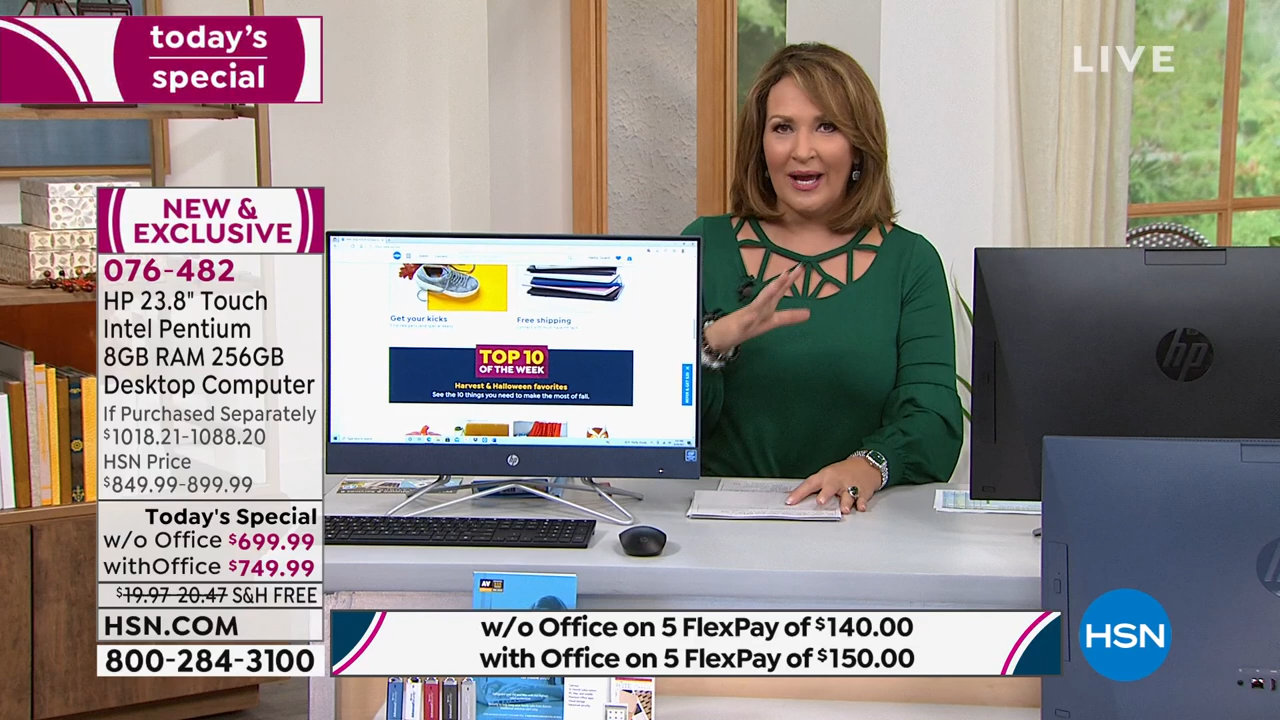 today's
special
LIVE
NEW &
EXCLUSIVE
076-482
HP 23.8" Touch
Intel Pentium
8GB RAM 256GB
Desktop Computer
If Purchased Separately
$1018.21-1088.20
HSN Price
$849.99-899.99
Today's Special
w/o Office $699.99
withOffice $749.99
$19.97-20.47 S&H FREE
HSN.COM
800-284-3100
Get your kicks
Free shipping
TOP 10
OF THE WEEK
Harvest & Halloween favorites
See the 10 things you need to make the most of fall.
hp
hp
AV
w/o Office on 5 FlexPay of $140.00
with Office on 5 FlexPay of $150.00
HSN